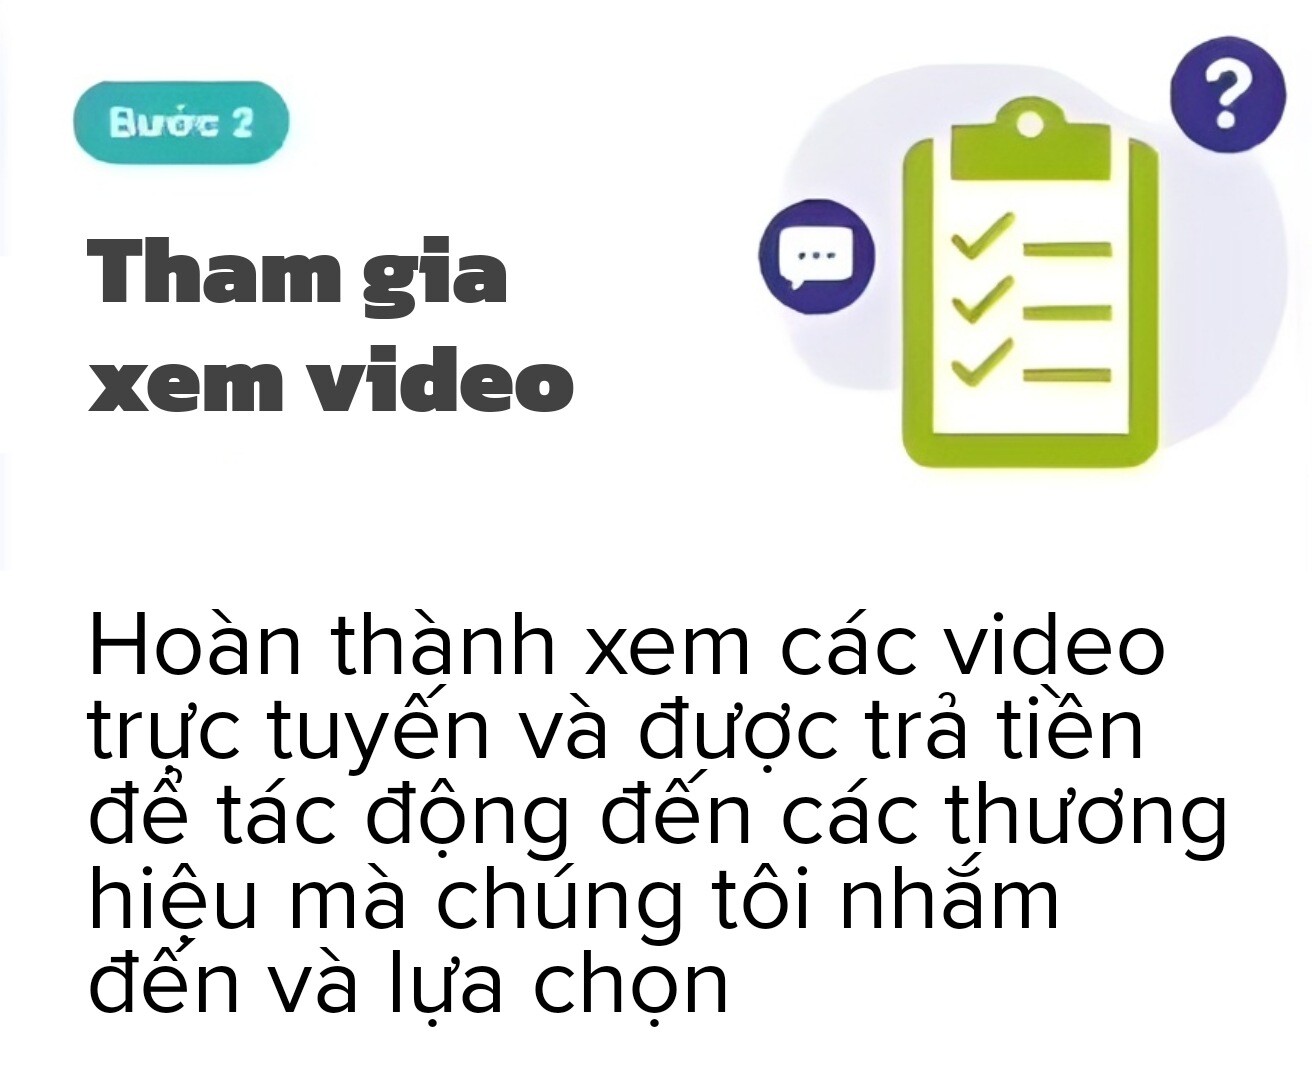 Bước 2
Tham gia
xem video
Hoàn thành xem các video
trực tuyến và được trả tiền
để tác động đến các thương
hiệu mà chúng tôi nhắm
đến và lựa chọn